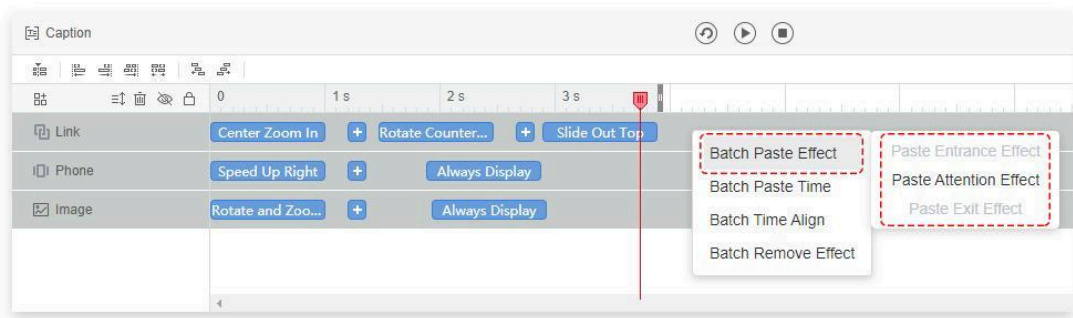 Caption
0 1 s 2 s 3 s
Link Center Zoom In + Rotate Counter... + Slide Out Top
Phone Speed Up Right + Always Display
Image Rotate and Zoo... + Always Display
Batch Paste Effect
Batch Paste Time
Batch Time Align
Batch Remove Effect
Paste Entrance Effect
Paste Attention Effect
Paste Exit Effect